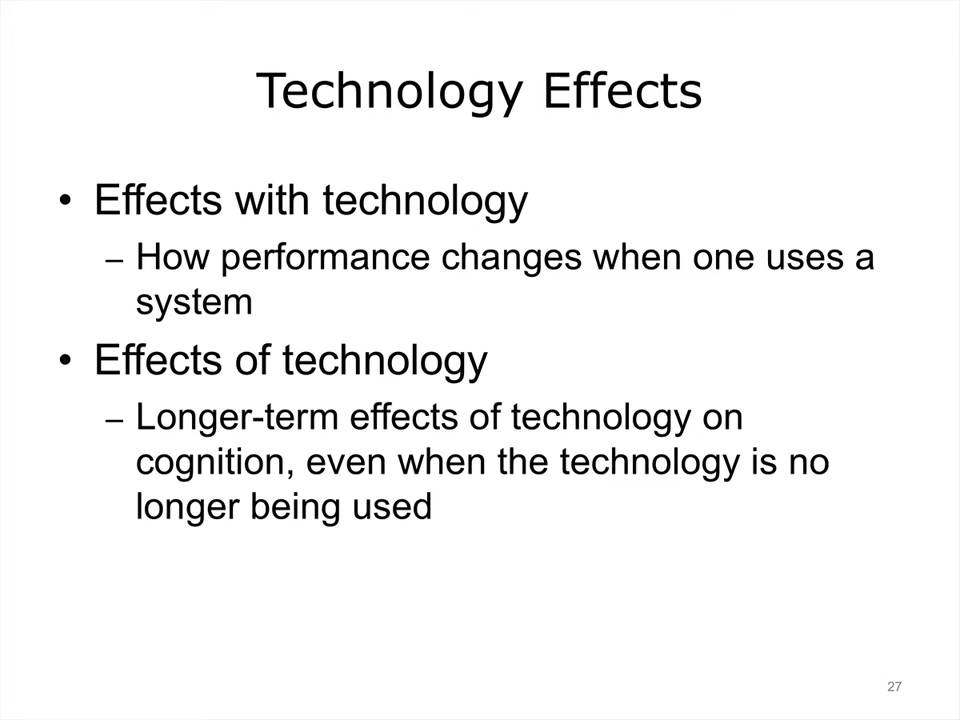 Technology Effects
• Effects with technology
– How performance changes when one uses a
system
• Effects of technology
– Longer-term effects of technology on
cognition, even when the technology is no
longer being used
27